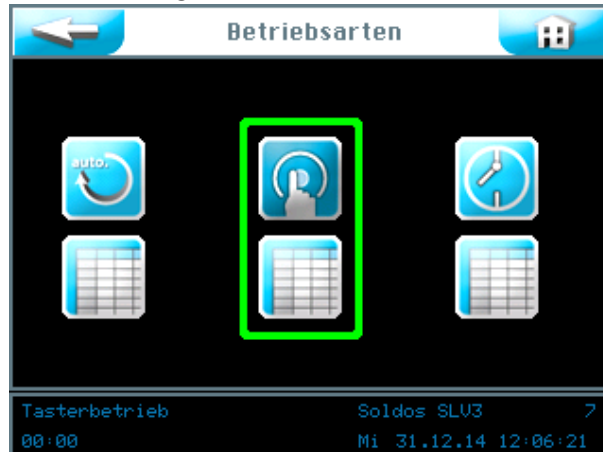 Betriebsarten
auto.
Tasterbetrieb Soldos SLV3 7
00:00 Mi 31.12.14 12:06:21